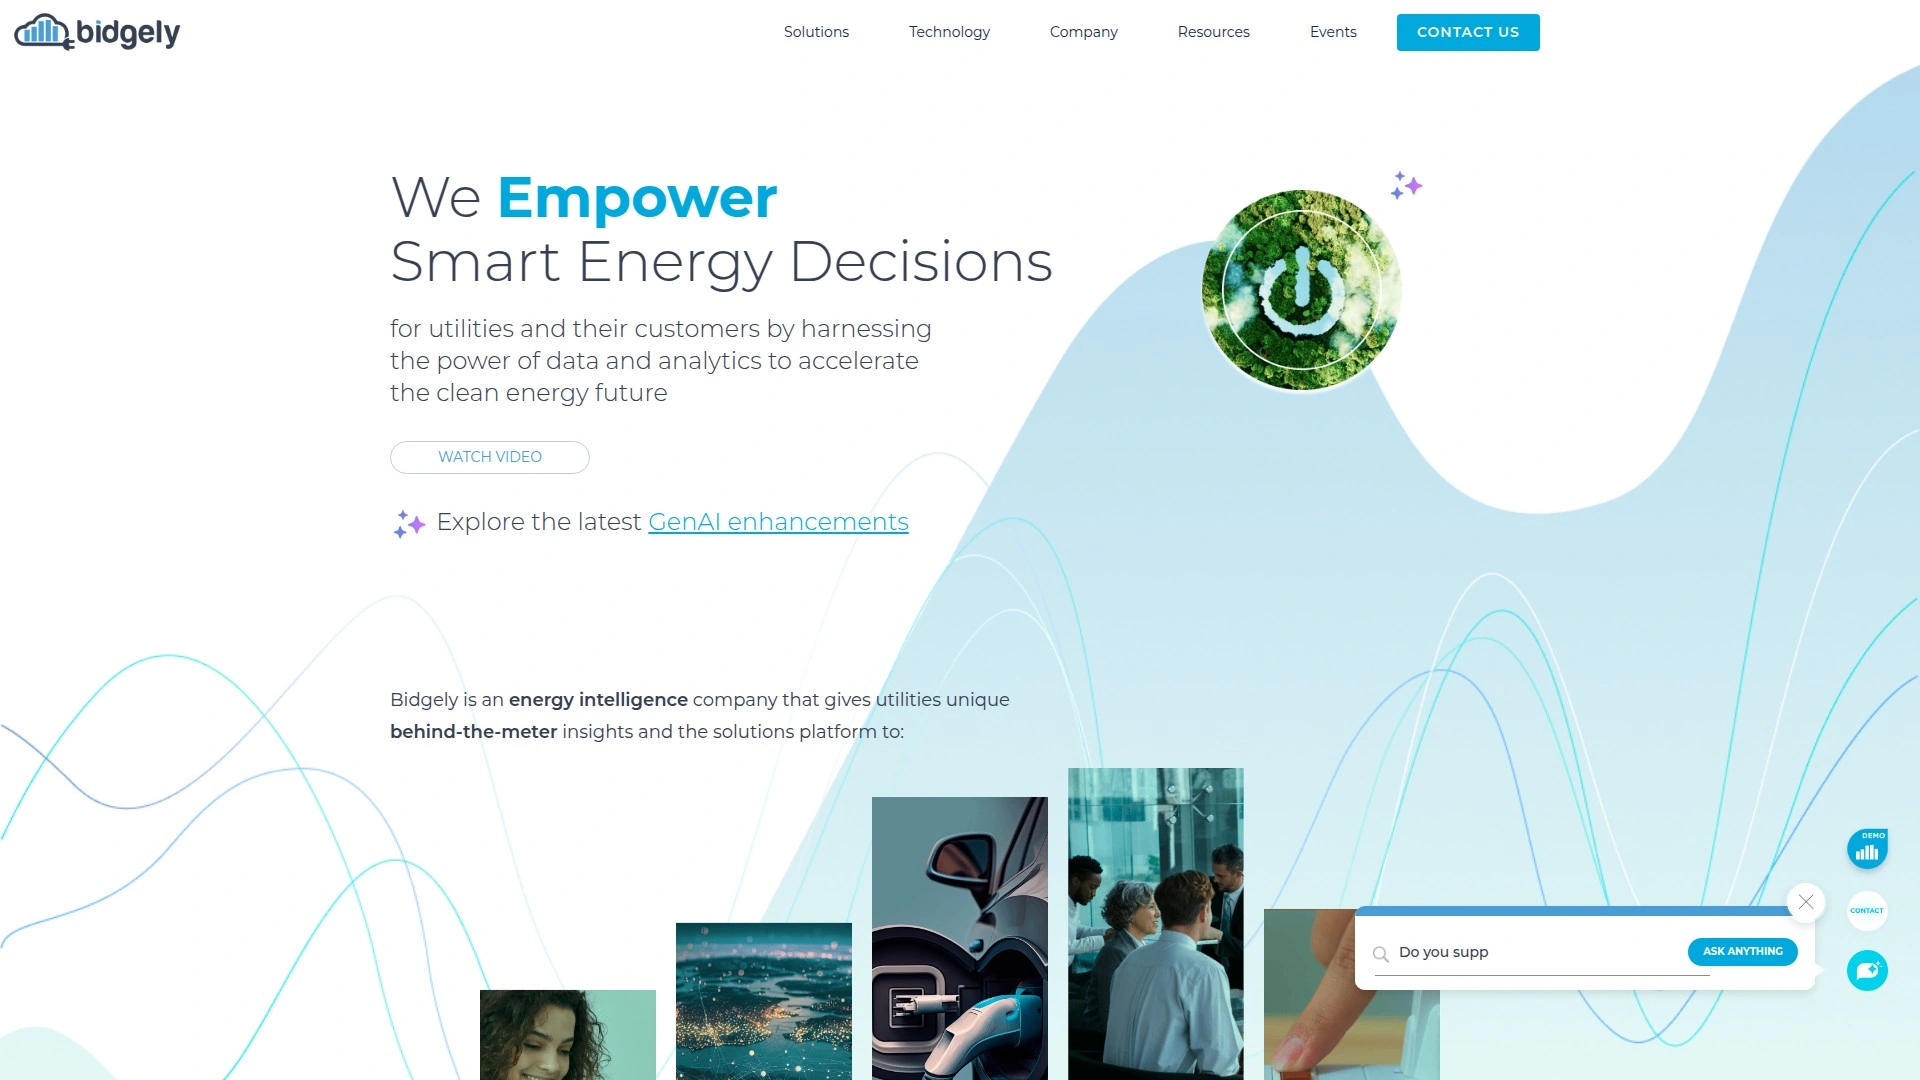 bidgely
Solutions
Technology
Company
Resources
Events
CONTACT US
We Empower
Smart Energy Decisions
for utilities and their customers by harnessing
the power of data and analytics to accelerate
the clean energy future
WATCH VIDEO
Explore the latest GenAI enhancements
Bidgely is an energy intelligence company that gives utilities unique
behind-the-meter insights and the solutions platform to:
DEMO
CONTACT
Do you supp
ASK ANYTHING